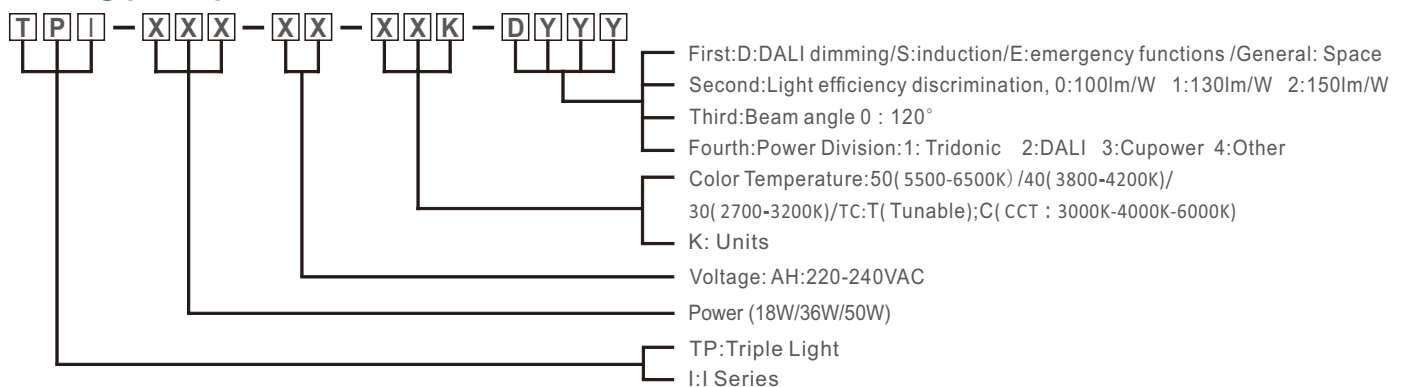 TPI-XXX-XX-XXK-DYYY
First:D:DALI dimming/S:induction/E:emergency functions /General: Space
Second:Light efficiency discrimination, 0:100lm/W 1:130lm/W 2:150lm/W
Third:Beam angle 0 : 120°
Fourth:Power Division:1: Tridonic 2:DALI 3:Cupower 4:Other
Color Temperature:50( 5500-6500K) /40( 3800-4200K)/
30( 2700-3200K)/TC:T( Tunable);C( CCT : 3000K-4000K-6000K)
K: Units
Voltage: AH:220-240VAC
Power (18W/36W/50W)
TP:Triple Light
I:I Series